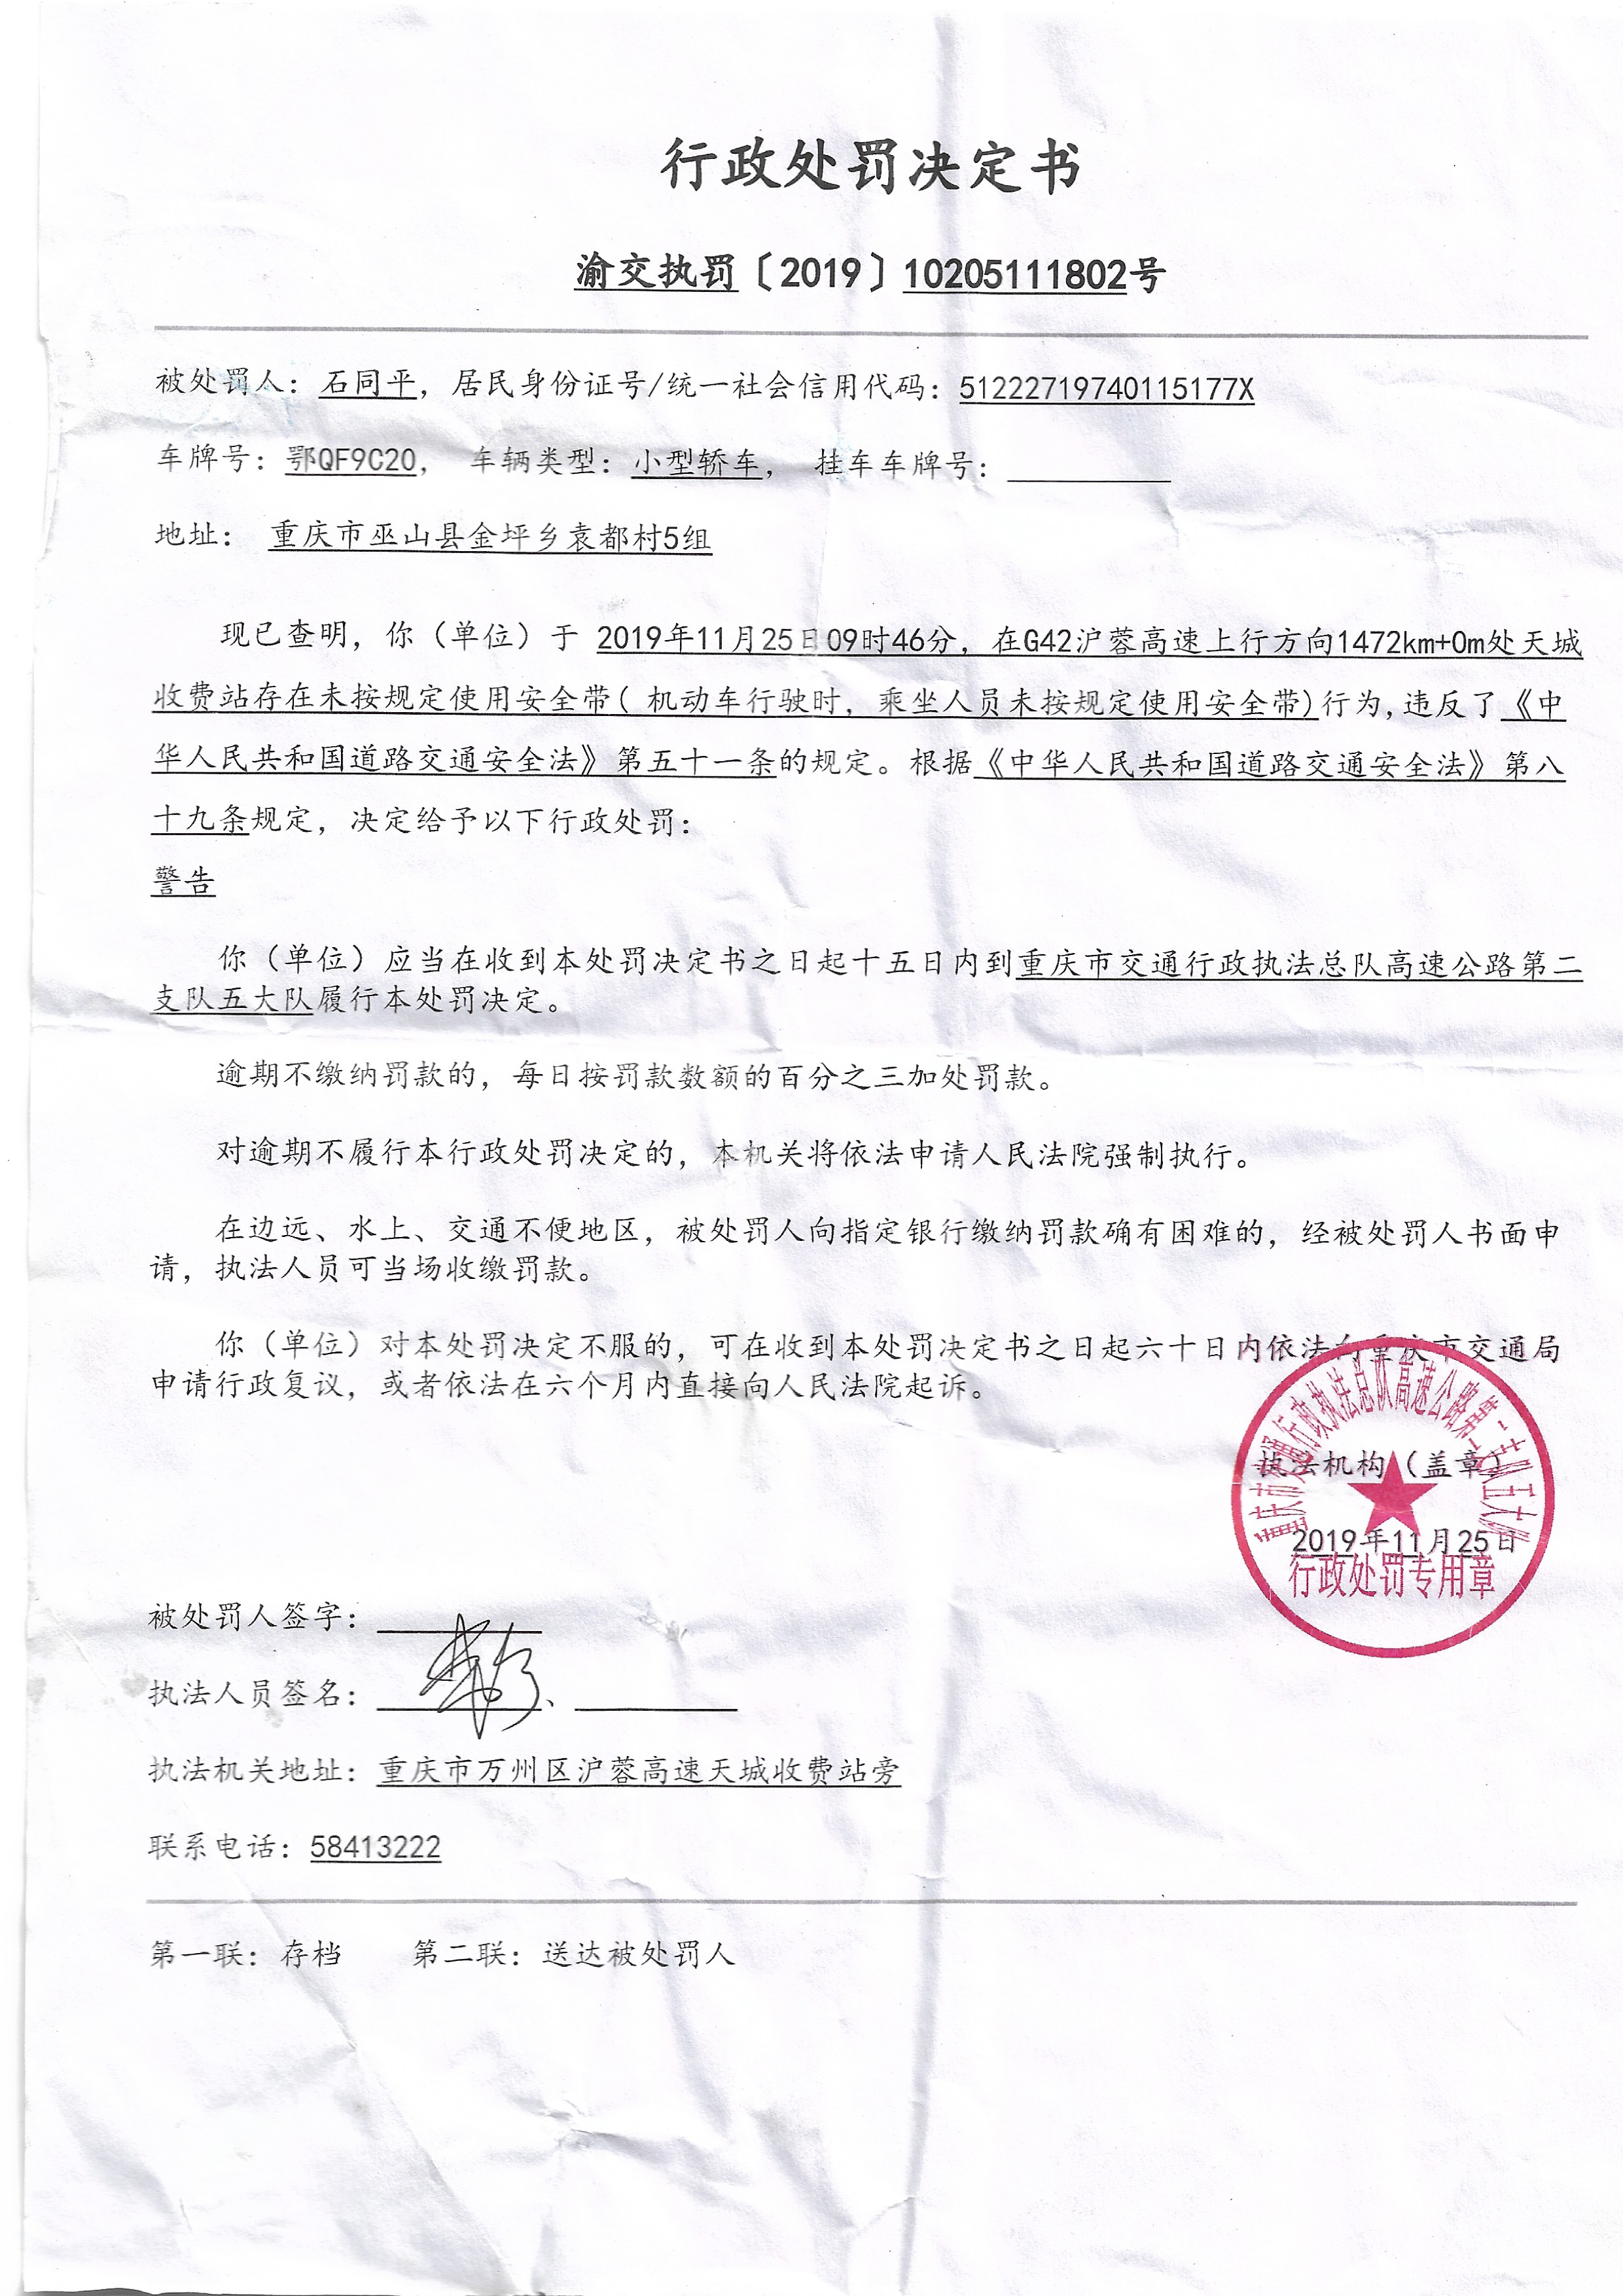 行政处罚决定书
渝交执罚〔2019〕10205111802号
被处罚人：石同平，居民身份证号/统一社会信用代码：51222719740115177X
车牌号：鄂QF9C20， 车辆类型：小型轿车， 挂车车牌号：
地址： 重庆市巫山县金坪乡袁都村5组
现已查明，你（单位）于 2019年11月25日09时46分，在G42沪蓉高速上行方向1472km+0m处天城
收费站存在未按规定使用安全带( 机动车行驶时，乘坐人员未按规定使用安全带)行为,违反了《中
华人民共和国道路交通安全法》第五十一条的规定。根据《中华人民共和国道路交通安全法》第八
十九条规定，决定给予以下行政处罚：
警告
你（单位）应当在收到本处罚决定书之日起十五日内到重庆市交通行政执法总队高速公路第二
支队五大队履行本处罚决定。
逾期不缴纳罚款的，每日按罚款数额的百分之三加处罚款。
对逾期不履行本行政处罚决定的，本机关将依法申请人民法院强制执行。
在边远、水上、交通不便地区，被处罚人向指定银行缴纳罚款确有困难的，经被处罚人书面申
请，执法人员可当场收缴罚款。
你（单位）对本处罚决定不服的，可在收到本处罚决定书之日起六十日内依法向重庆市交通局
申请行政复议，或者依法在六个月内直接向人民法院起诉。
重庆市交通行政执法总队高速公路第二支队五大队
执法机构（盖章）
2019年11月25日
行政处罚专用章
被处罚人签字：
执法人员签名： 、
执法机关地址：重庆市万州区沪蓉高速天城收费站旁
联系电话：58413222
第一联：存档 第二联：送达被处罚人